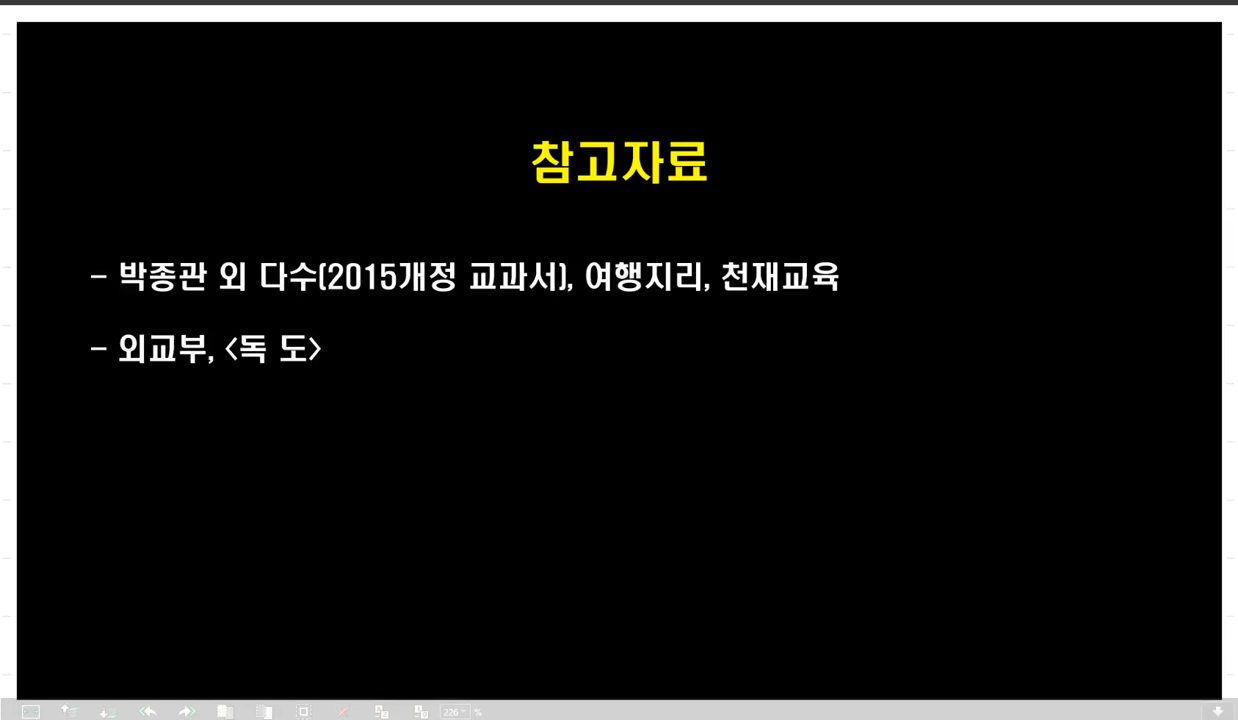 참고자료
- 박종관 외 다수(2015개정 교과서), 여행지리, 천재교육
- 외교부, <독 도>
226 %